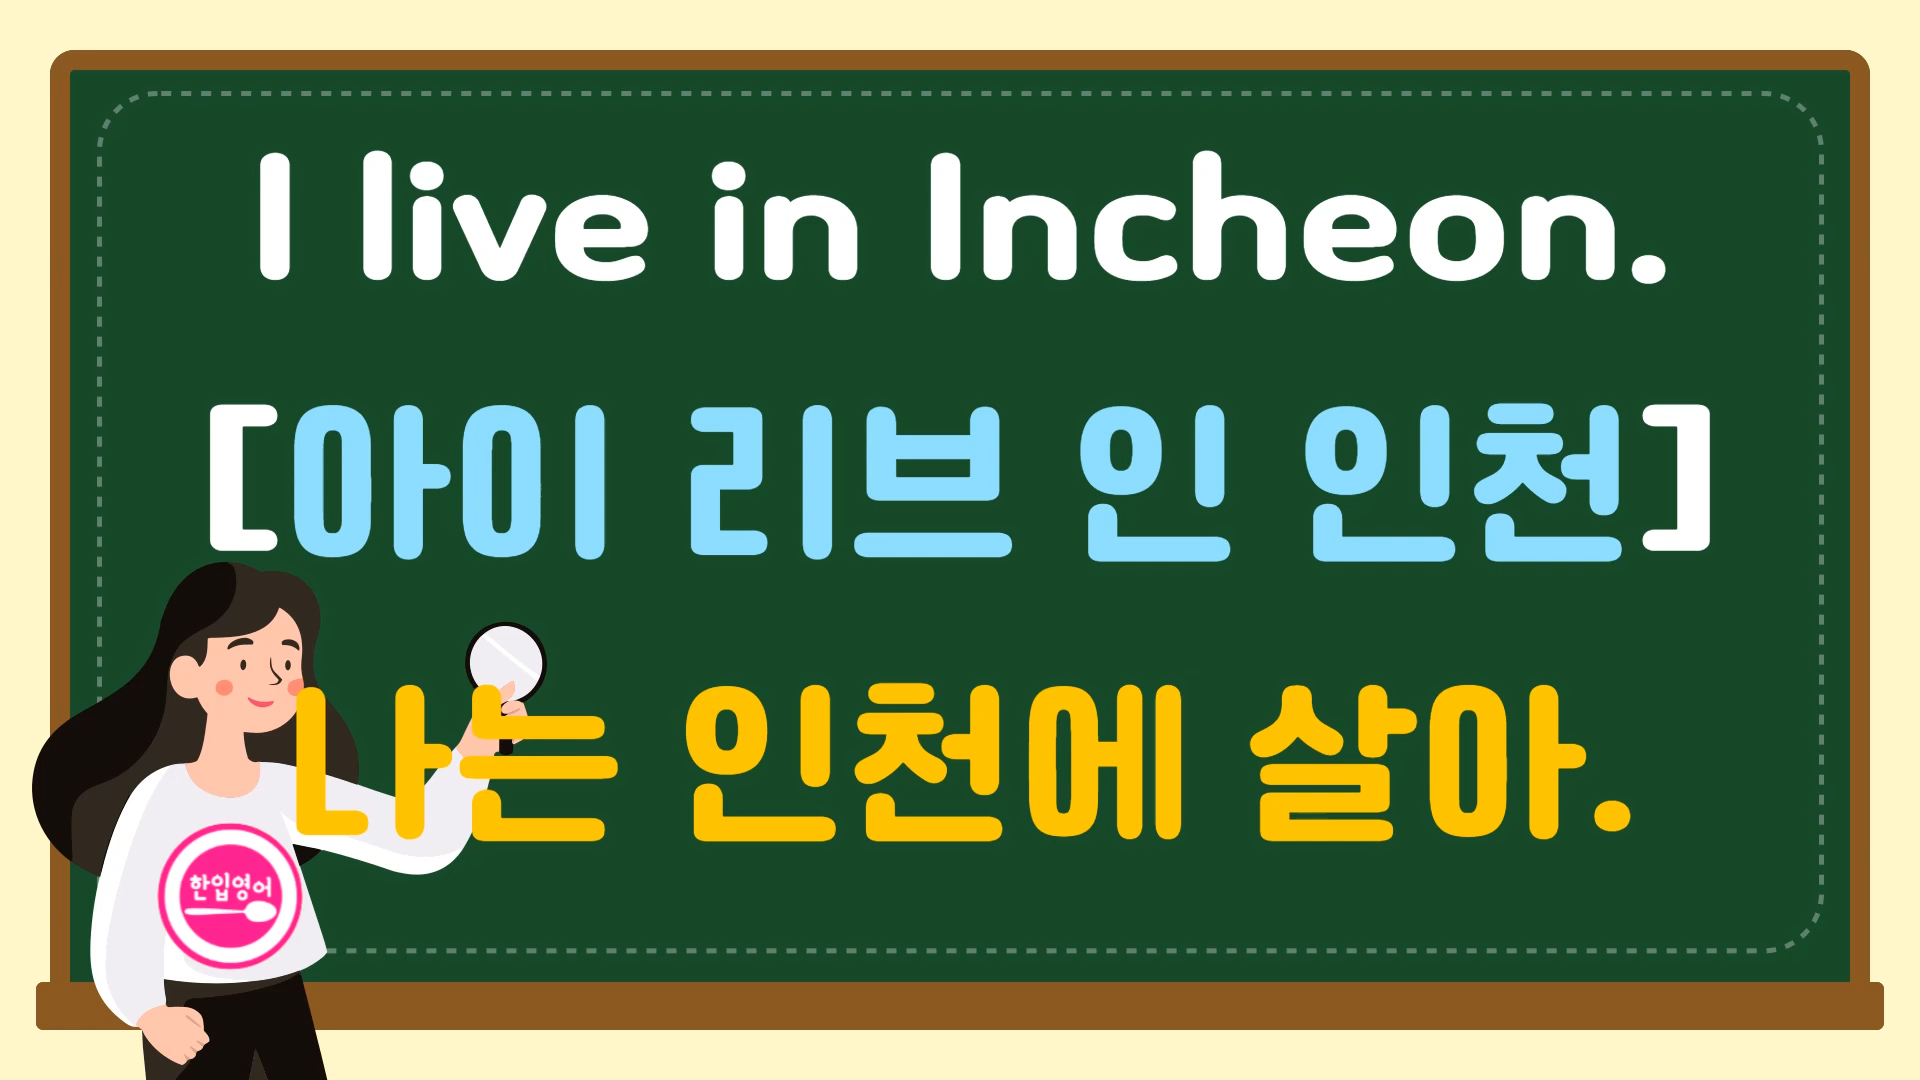 I live in Incheon.
[아이 리브 인 인천]
나는 인천에 살아.
한입영어